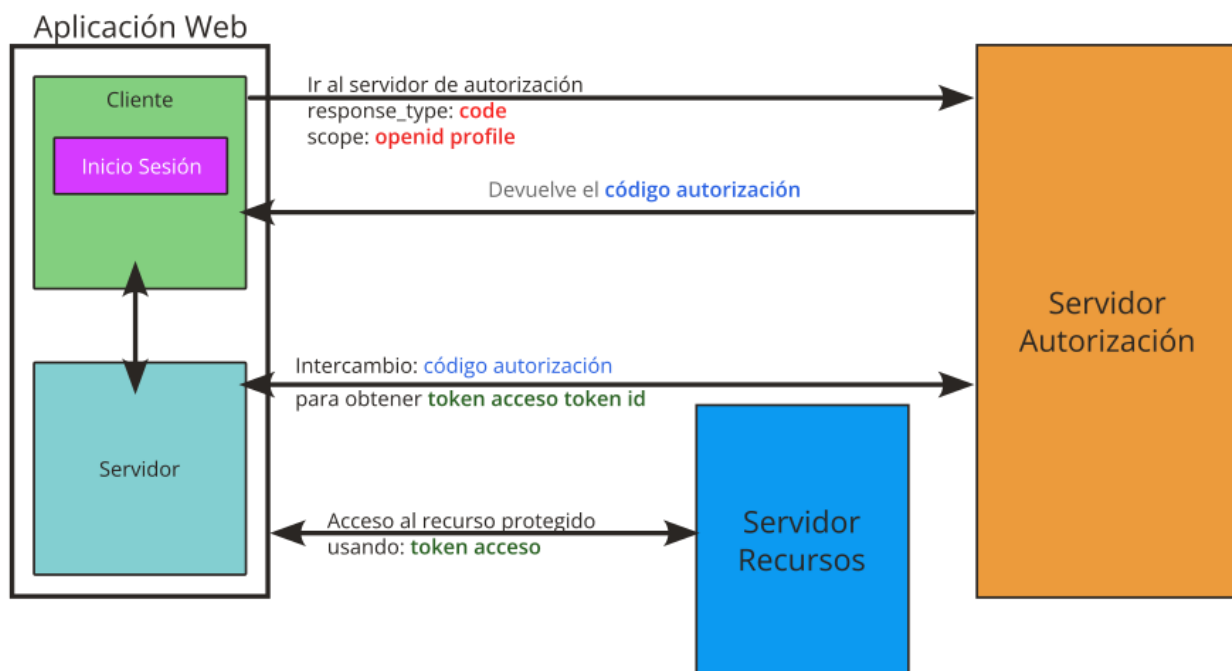 Aplicación Web
Cliente
Inicio Sesión
Ir al servidor de autorización
response_type: code
scope: openid profile
Devuelve el código autorización
Servidor
Autorización
Intercambio: código autorización
para obtener token acceso token id
Servidor
Acceso al recurso protegido
usando: token acceso
Servidor
Recursos